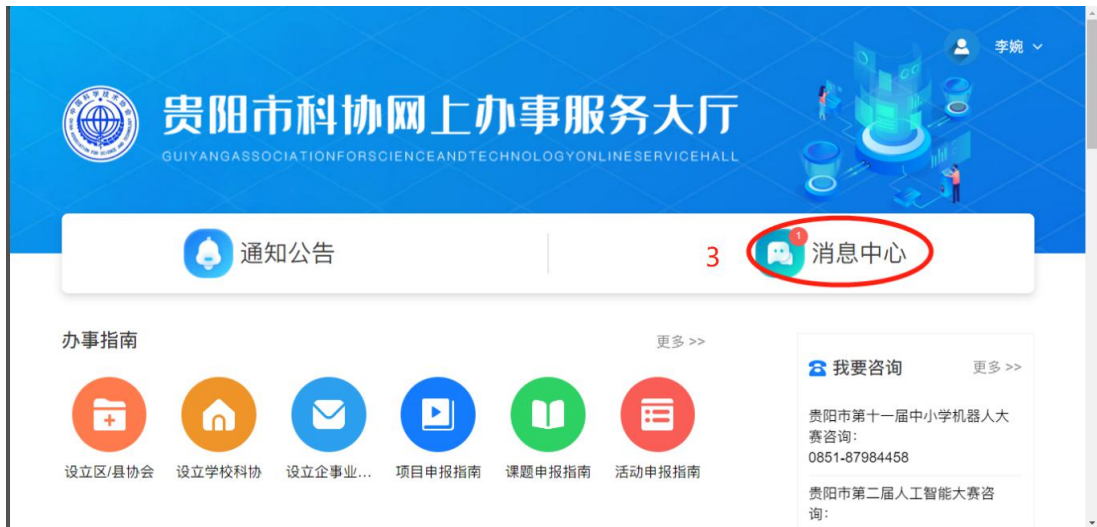 李婉
贵阳市科协网上办事服务大厅
GUIYANGASSOCIATIONFORSCIENCEANDTECHNOLOGYONLINESERVICEHALL
通知公告
3
1
消息中心
办事指南
更多 >>
设立区/县协会
设立学校科协
设立企事业...
项目申报指南
课题申报指南
活动申报指南
我要咨询
更多 >>
贵阳市第十一届中小学机器人大
赛咨询:
0851-87984458
贵阳市第二届人工智能大赛咨
询: